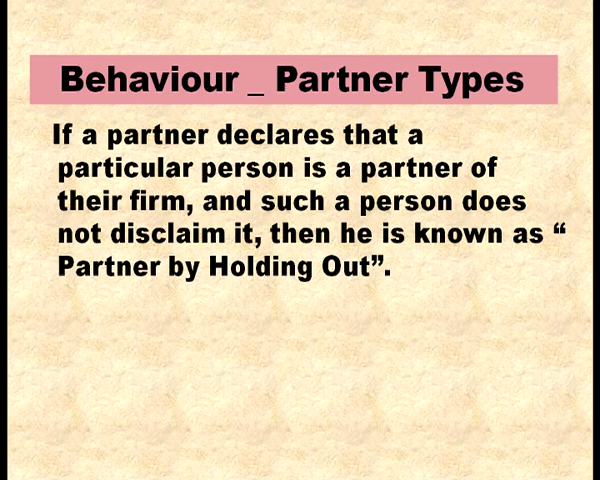 Behaviour _ Partner Types
If a partner declares that a
particular person is a partner of
their firm, and such a person does
not disclaim it, then he is known as “
Partner by Holding Out”.